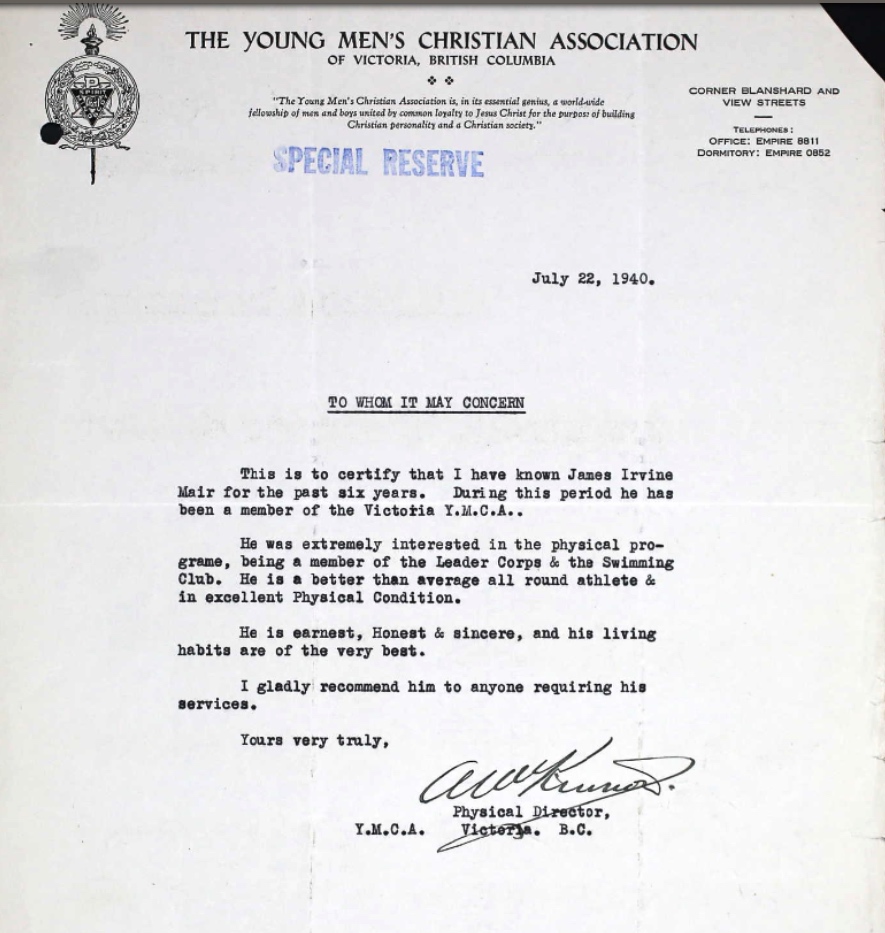 THE YOUNG MEN'S CHRISTIAN ASSOCIATION
OF VICTORIA, BRITISH COLUMBIA
"The Young Men's Christian Association is, in its essential genius, a world-wide
fellowship of men and boys united by common loyalty to Jesus Christ for the purpose of building
Christian personality and a Christian society."
CORNER BLANSHARD AND
VIEW STREETS
TELEPHONES:
OFFICE: EMPIRE 8811
DORMITORY: EMPIRE 0852
SPIRIT
SPECIAL RESERVE
July 22, 1940.
TO WHOM IT MAY CONCERN
This is to certify that I have known James Irvine
Mair for the past six years. During this period he has
been a member of the Victoria Y.M.C.A..
He was extremely interested in the physical pro-
grame, being a member of the Leader Corps & the Swimming
Club. He is a better than average all round athlete &
in excellent Physical Condition.
He is earnest, Honest & sincere, and his living
habits are of the very best.
I gladly recommend him to anyone requiring his
services.
Yours very truly,
Physical Director,
Y.M.C.A. Victoria. B.C.